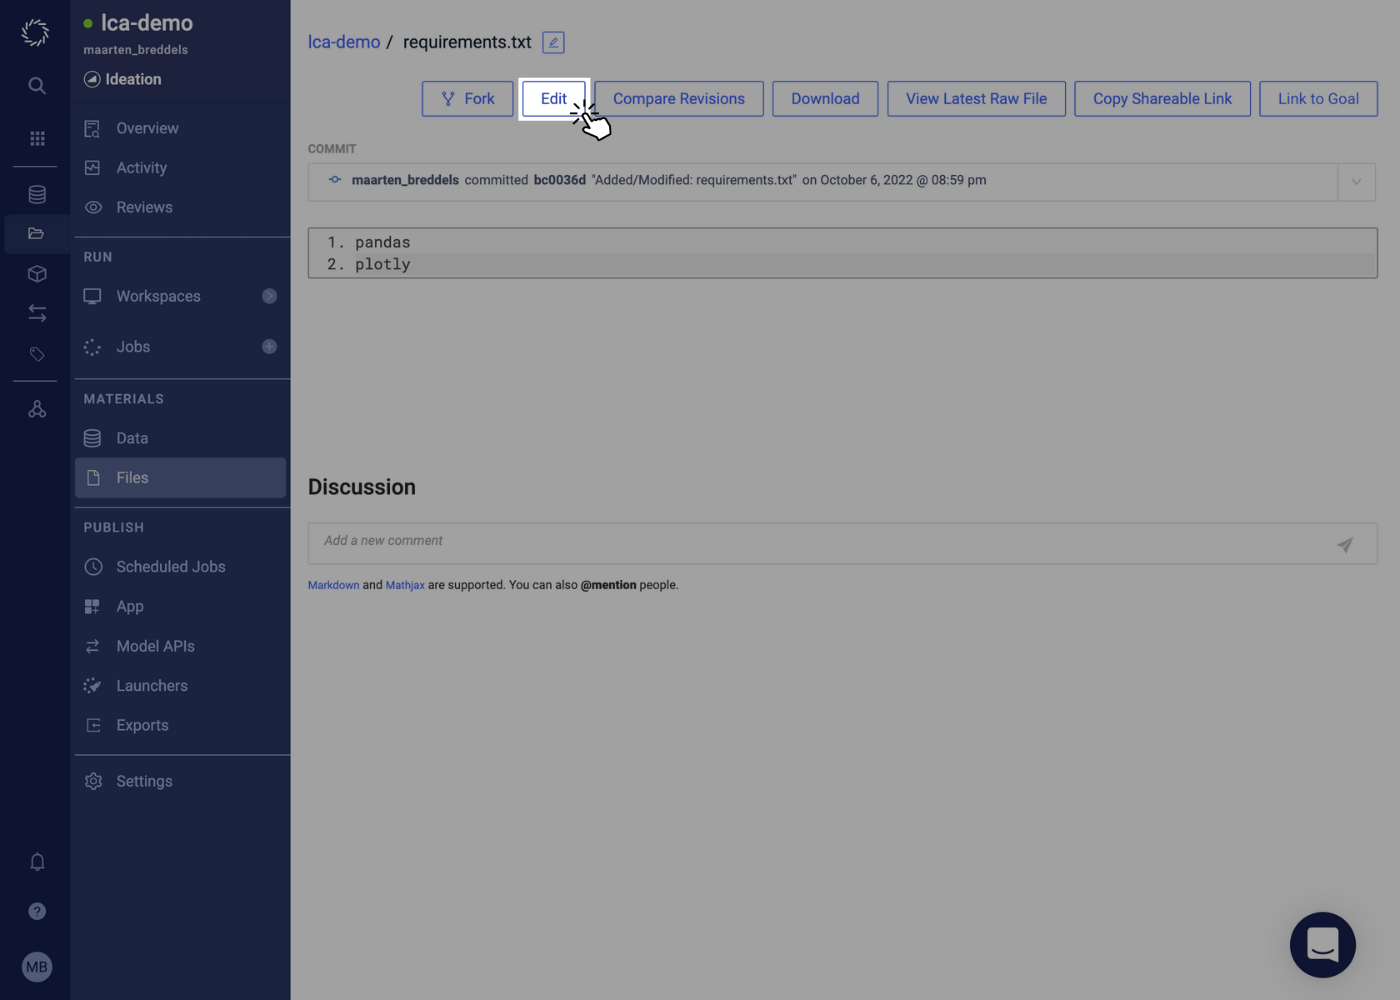 lca-demo
maarten_breddels
Ideation
Overview
Activity
Reviews
RUN
Workspaces
Jobs
MATERIALS
Data
Files
PUBLISH
Scheduled Jobs
App
Model APIs
Launchers
Exports
Settings
?
MB
lca-demo / requirements.txt
Fork Edit Compare Revisions Download View Latest Raw File Copy Shareable Link Link to Goal
COMMIT
maarten_breddels committed bc0036d "Added/Modified: requirements.txt" on October 6, 2022 @ 08:59 pm
1. pandas
2. plotly
Discussion
Add a new comment
Markdown and Mathjax are supported. You can also @mention people.